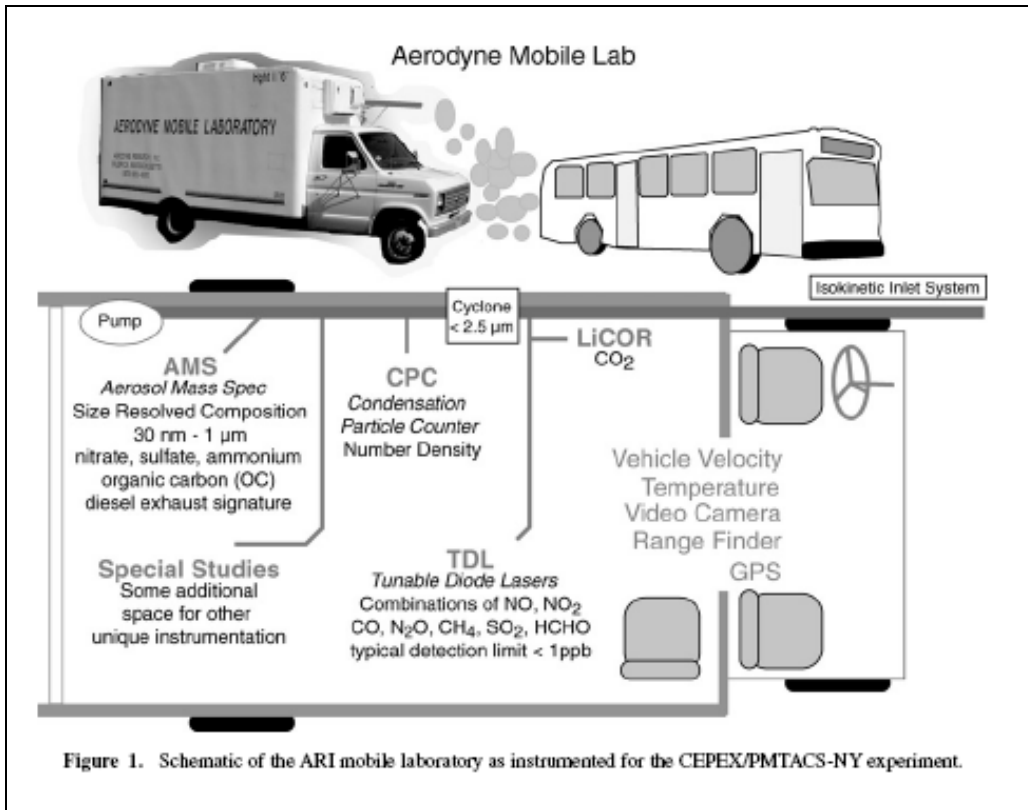 Aerodyne Mobile Lab
AERODYNE MOBILE LABORATORY
Isokinetic Inlet System
Pump
Cyclone
< 2.5 µm
LiCOR
CO₂
AMS
Aerosol Mass Spec
Size Resolved Composition
30 nm - 1 µm
nitrate, sulfate, ammonium
organic carbon (OC)
diesel exhaust signature
CPC
Condensation
Particle Counter
Number Density
Vehicle Velocity
Temperature
Video Camera
Range Finder
GPS
Special Studies
Some additional
space for other
unique instrumentation
TDL
Tunable Diode Lasers
Combinations of NO, NO₂
CO, N₂O, CH₄, SO₂, HCHO
typical detection limit < 1ppb
Figure 1. Schematic of the ARI mobile laboratory as instrumented for the CEPEX/PMTACS-NY experiment.